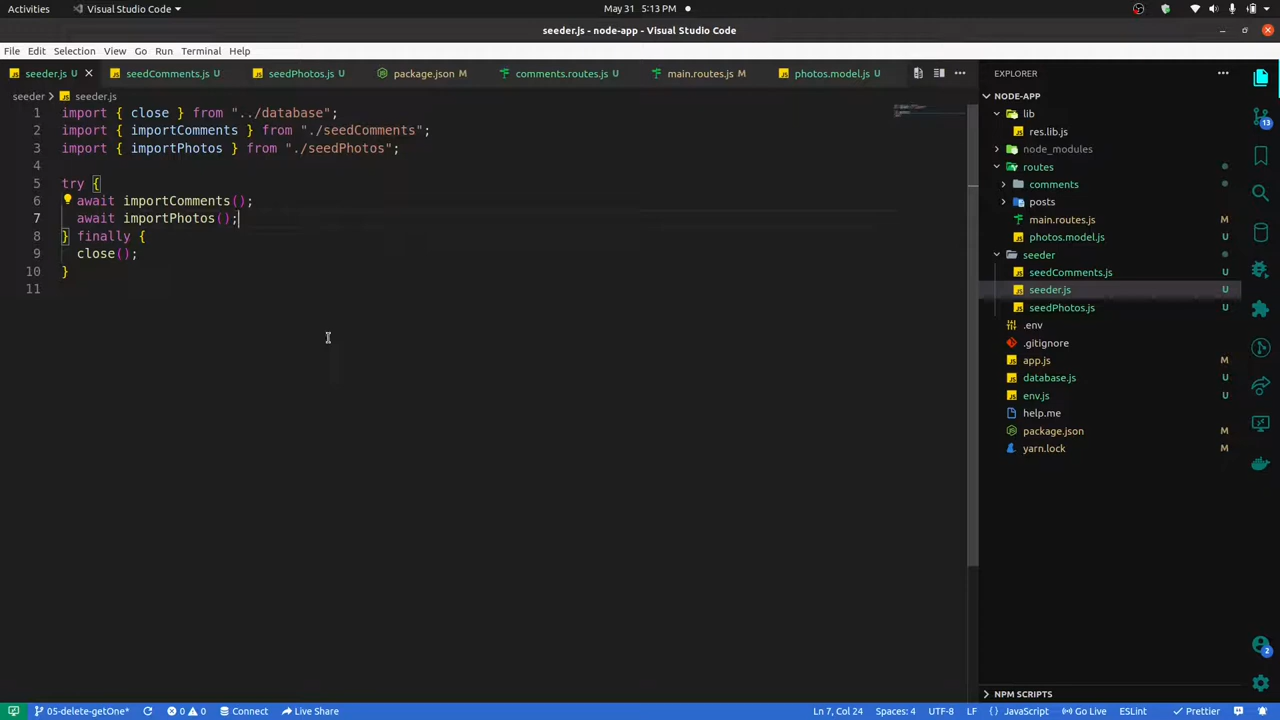 Activities
Visual Studio Code
May 31 5:13 PM
seeder.js - node-app - Visual Studio Code
File Edit Selection View Go Run Terminal Help
seeder.js U
seedComments.js U
seedPhotos.js U
package.json M
comments.routes.js U
main.routes.js M
photos.model.js U
seeder > seeder.js
1 import { close } from "../database";
2 import { importComments } from "./seedComments";
3 import { importPhotos } from "./seedPhotos";
4
5 try {
6 await importComments();
7 await importPhotos();
8 } finally {
9 close();
10 }
11
EXPLORER
NODE-APP
lib
res.lib.js
node_modules
routes
comments
posts
main.routes.js M
photos.model.js U
seeder
seedComments.js U
seeder.js U
seedPhotos.js U
.env
.gitignore
app.js M
database.js U
env.js U
help.me
package.json M
yarn.lock
NPM SCRIPTS
13
2
05-delete-getOne* 0 0 Connect Live Share
Ln 7, Col 24 Spaces: 4 UTF-8 LF {} JavaScript Go Live ESLint Prettier